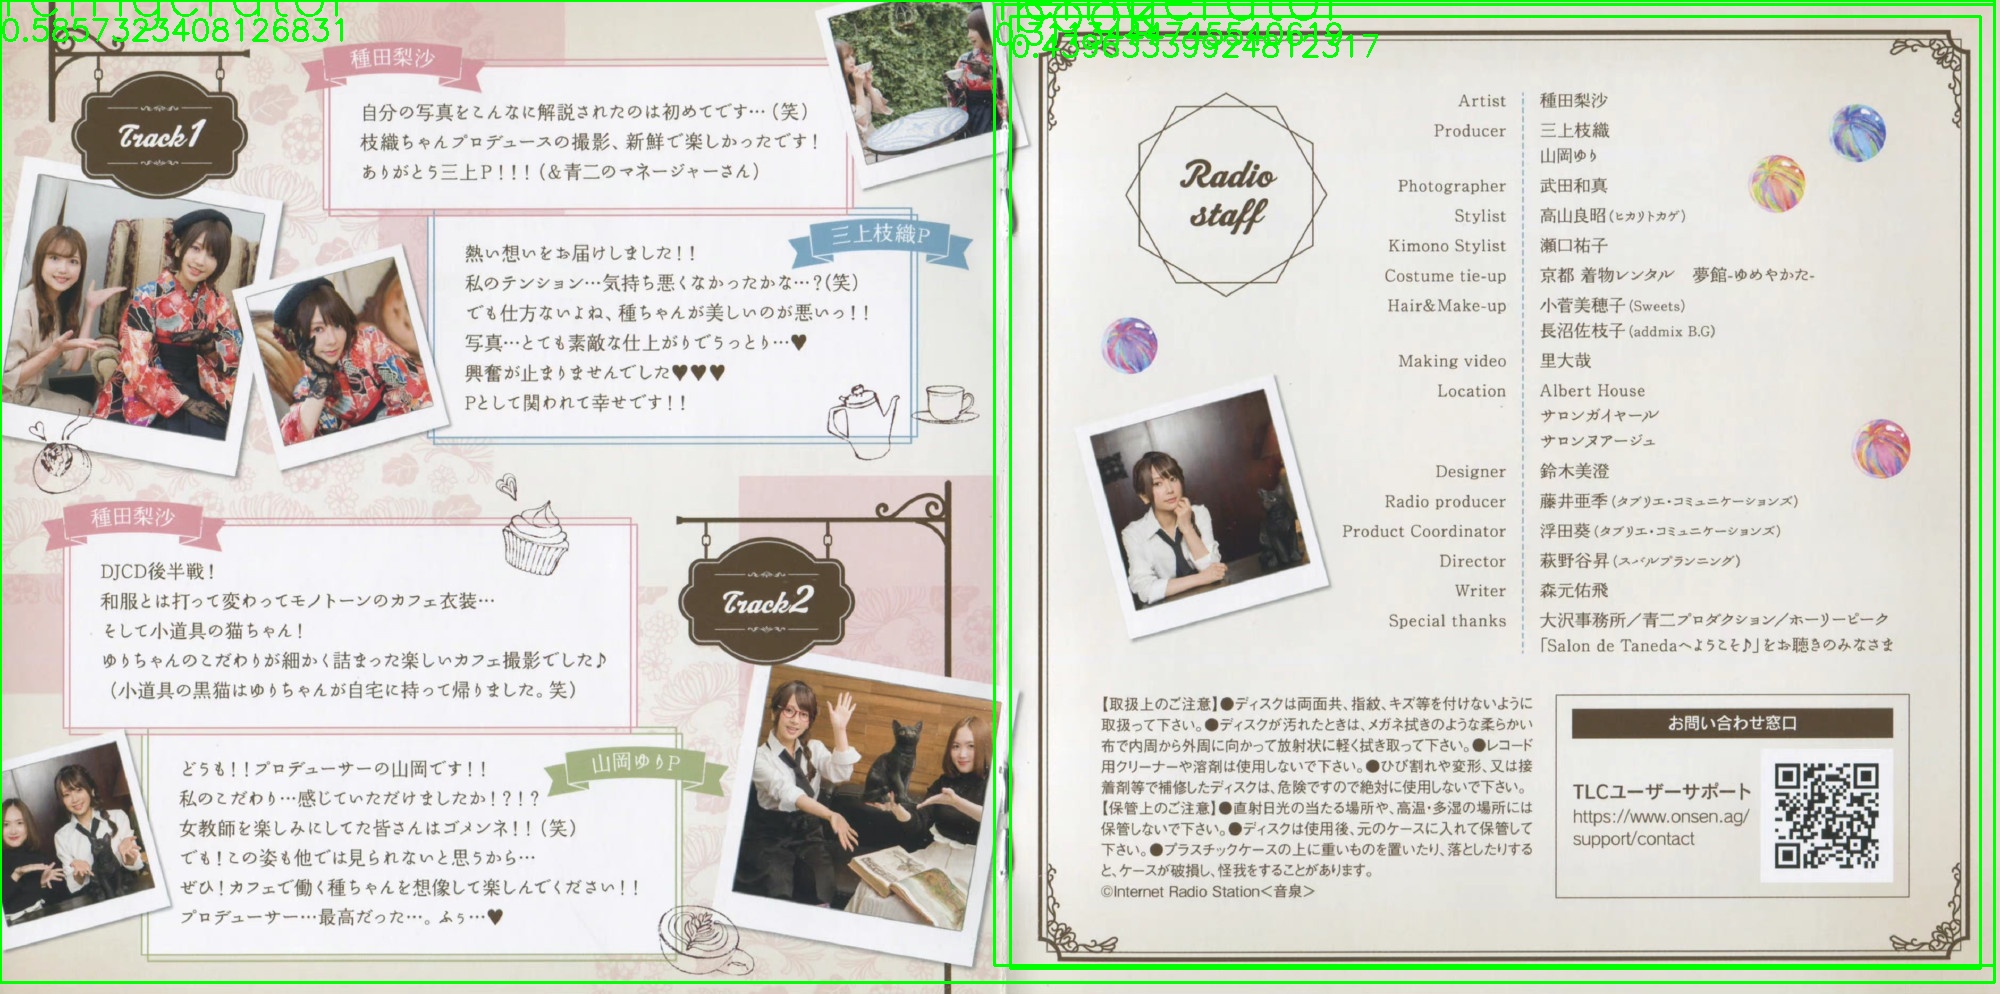 0.5857323408126831
Track1
種田梨沙
自分の写真をこんなに解説されたのは初めてです…(笑)
枝織ちゃんプロデュースの撮影、新鮮で楽しかったです!
ありがとう三上P!!!(&青二のマネージャーさん)
三上枝織P
熱い想いをお届けしました!!
私のテンション…気持ち悪くなかったかな…?(笑)
でも仕方ないよね、種ちゃんが美しいのが悪いっ!!
写真…とても素敵な仕上がりでうっとり…♥
興奮が止まりませんでした♥♥♥
Pとして関われて幸せです!!
種田梨沙
DJCD後半戦!
和服とは打って変わってモノトーンのカフェ衣装…
そして小道具の猫ちゃん!
ゆりちゃんのこだわりが細かく詰まった楽しいカフェ撮影でした♪
(小道具の黒猫はゆりちゃんが自宅に持って帰りました。笑)
Track2
山岡ゆりP
どうも!!プロデューサーの山岡です!!
私のこだわり…感じていただけましたか!?!?
女教師を楽しみにしてた皆さんはゴメンネ!!(笑)
でも!この姿も他では見られないと思うから…
ぜひ!カフェで働く種ちゃんを想像して楽しんでください!!
プロデューサー…最高だった…。ふぅ…♥
Radio
staff
Artist 種田梨沙
Producer 三上枝織
山岡ゆり
Photographer 武田和真
Stylist 高山良昭(ヒカリトカゲ)
Kimono Stylist 瀬口祐子
Costume tie-up 京都 着物レンタル 夢館-ゆめやかた-
Hair&Make-up 小菅美穂子(Sweets)
長沼佐枝子(addmix B.G)
Making video 里大哉
Location Albert House
サロンガイヤール
サロンヌアージュ
Designer 鈴木美澄
Radio producer 藤井亜季(タブリエ・コミュニケーションズ)
Product Coordinator 浮田葵(タブリエ・コミュニケーションズ)
Director 萩野谷昇(スバルプランニング)
Writer 森元佑飛
Special thanks 大沢事務所/青二プロダクション/ホーリーピーク
「Salon de Tanedaへようこそ♪」をお聴きのみなさま
【取扱上のご注意】●ディスクは両面共、指紋、キズ等を付けないように
取扱って下さい。●ディスクが汚れたときは、メガネ拭きのような柔らかい
布で内周から外周に向かって放射状に軽く拭き取って下さい。●レコード
用クリーナーや溶剤は使用しないで下さい。●ひび割れや変形、又は接
着剤等で補修したディスクは、危険ですので絶対に使用しないで下さい。
【保管上のご注意】●直射日光の当たる場所や、高温・多湿の場所には
保管しないで下さい。●ディスクは使用後、元のケースに入れて保管して
下さい。●プラスチックケースの上に重いものを置いたり、落としたりする
と、ケースが破損し、怪我をすることがあります。
©Internet Radio Station<音泉>
お問い合わせ窓口
TLCユーザーサポート
https://www.onsen.ag/
support/contact